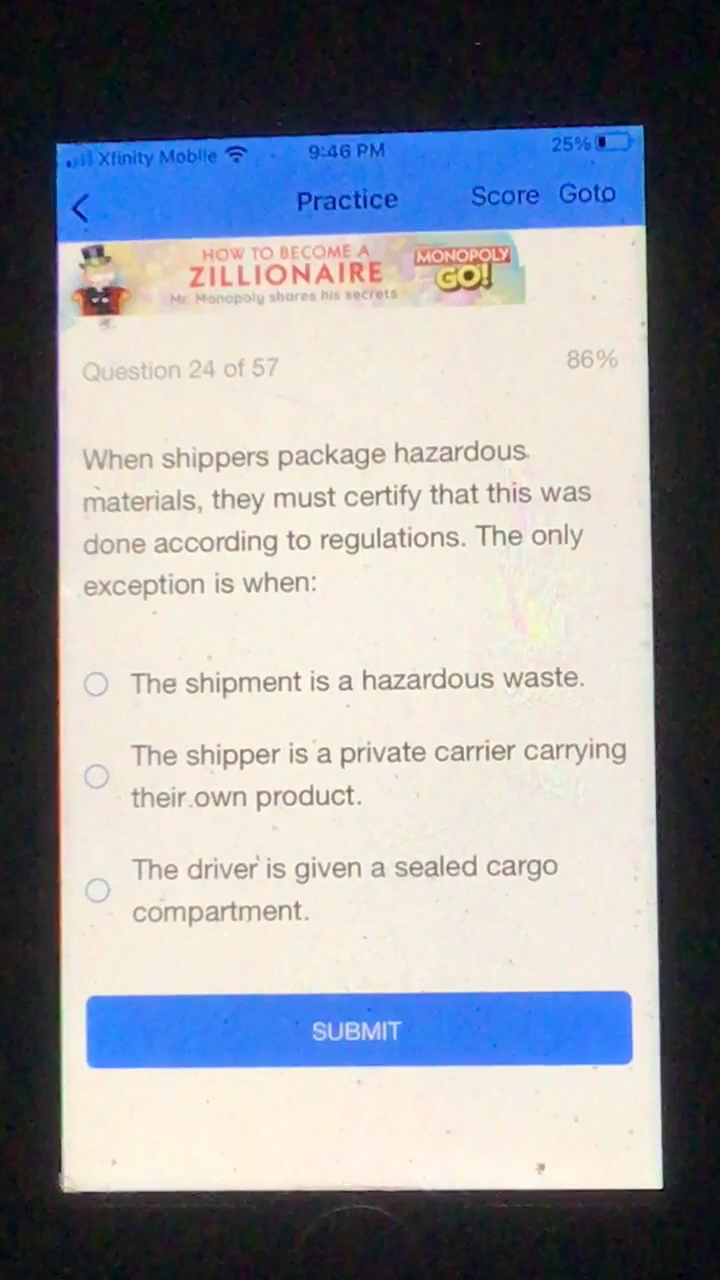 Xfinity Mobile 9:46 PM 25%
Practice Score Goto
HOW TO BECOME A
ZILLIONAIRE
Mr. Monopoly shares his secrets
MONOPOLY
GO!
Question 24 of 57 86%
When shippers package hazardous
materials, they must certify that this was
done according to regulations. The only
exception is when:
The shipment is a hazardous waste.
The shipper is a private carrier carrying
their own product.
The driver is given a sealed cargo
compartment.
SUBMIT